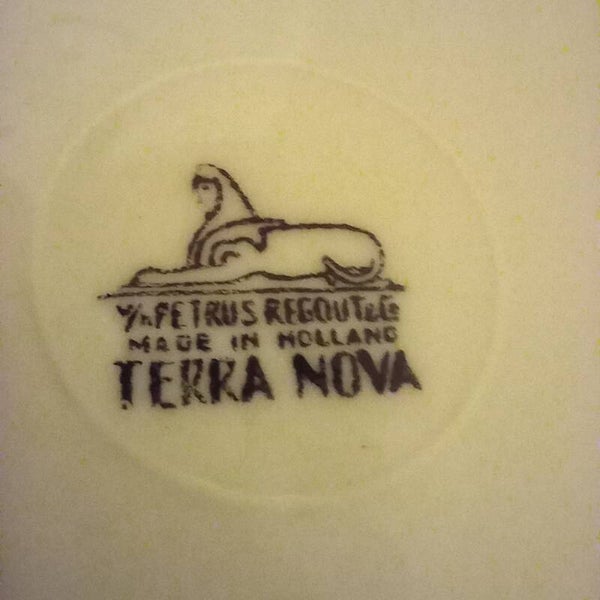 v/h PETRUS REGOUT & Co
MADE IN HOLLAND
TERRA NOVA